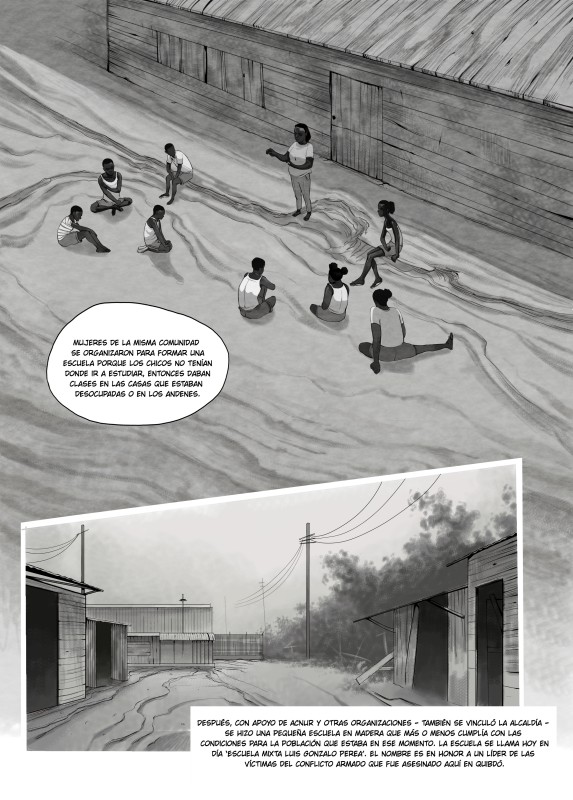 MUJERES DE LA MISMA COMUNIDAD
SE ORGANIZARON PARA FORMAR UNA
ESCUELA PORQUE LOS CHICOS NO TENÍAN
DONDE IR A ESTUDIAR, ENTONCES DABAN
CLASES EN LAS CASAS QUE ESTABAN
DESOCUPADAS O EN LOS ANDENES.
DESPUÉS, CON APOYO DE ACNUR Y OTRAS ORGANIZACIONES - TAMBIÉN SE VINCULÓ LA ALCALDÍA -
SE HIZO UNA PEQUEÑA ESCUELA EN MADERA QUE MÁS O MENOS CUMPLÍA CON LAS
CONDICIONES PARA LA POBLACIÓN QUE ESTABA EN ESE MOMENTO. LA ESCUELA SE LLAMA HOY EN
DÍA 'ESCUELA MIXTA LUIS GONZALO PEREA'. EL NOMBRE ES EN HONOR A UN LÍDER DE LAS
VÍCTIMAS DEL CONFLICTO ARMADO QUE FUE ASESINADO AQUÍ EN QUIBDÓ.